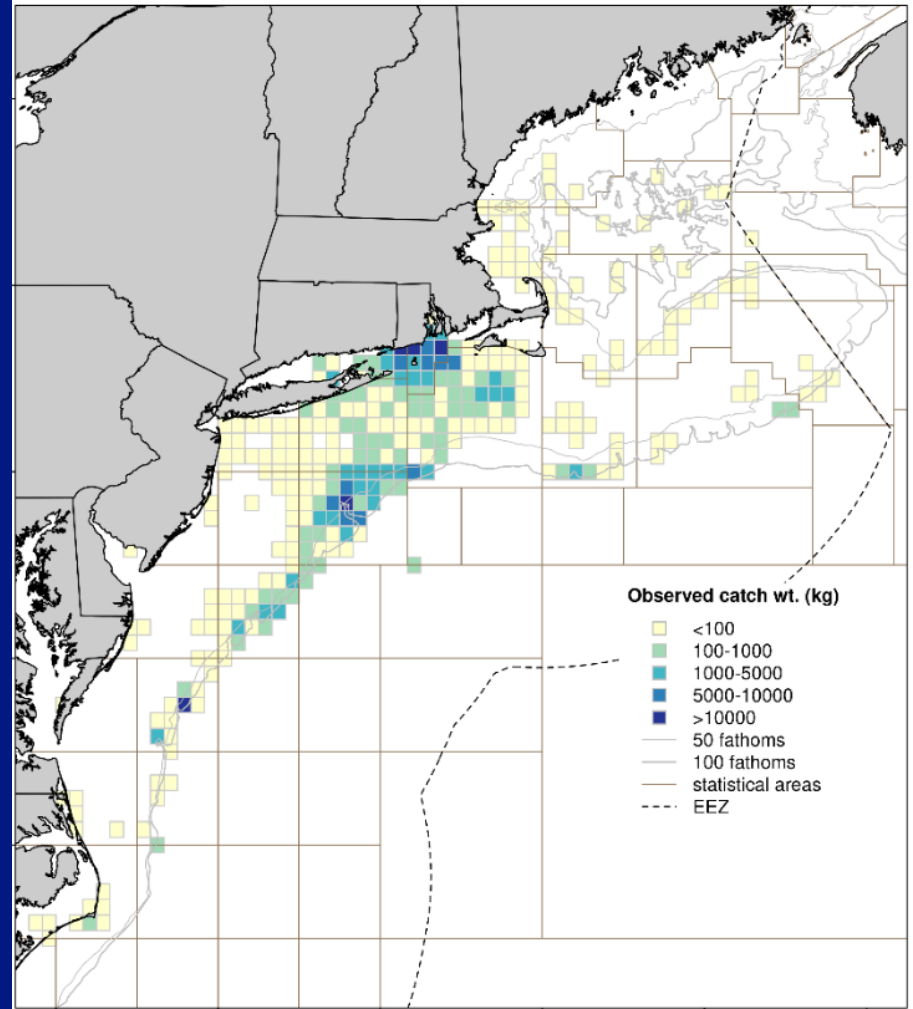 Observed catch wt. (kg)
<100
100-1000
1000-5000
5000-10000
>10000
50 fathoms
100 fathoms
statistical areas
EEZ